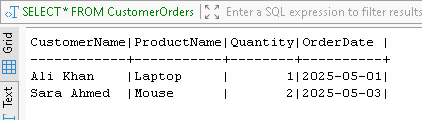 SELECT * FROM CustomerOrders
Enter a SQL expression to filter results
Grid
Text
CustomerName|ProductName|Quantity|OrderDate |
------------+-----------+--------+----------+
Ali Khan    |Laptop     |       1|2025-05-01|
Sara Ahmed  |Mouse      |       2|2025-05-03|